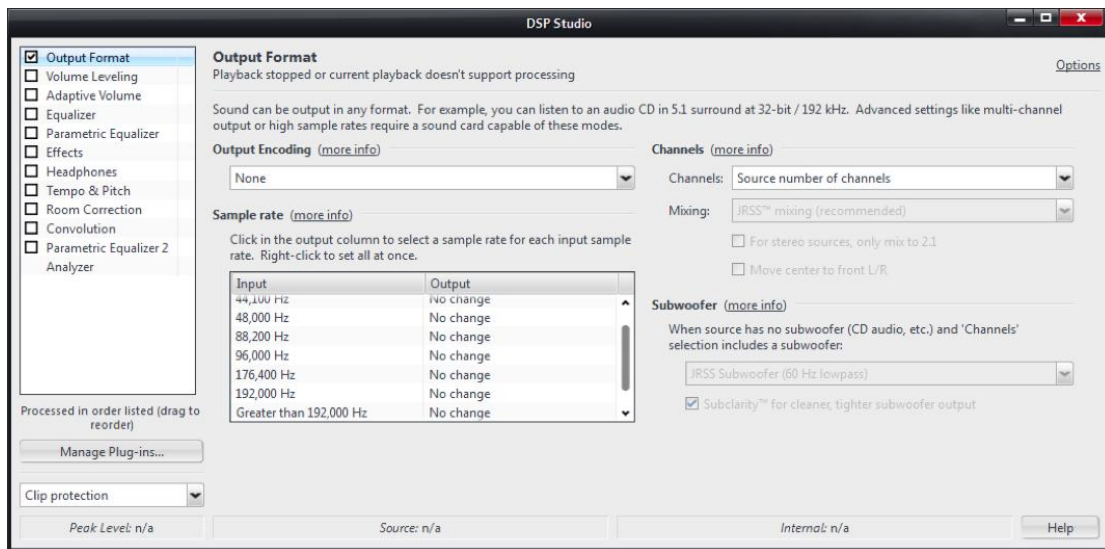 DSP Studio
Output Format
Volume Leveling
Adaptive Volume
Equalizer
Parametric Equalizer
Effects
Headphones
Tempo & Pitch
Room Correction
Convolution
Parametric Equalizer 2
Analyzer
Processed in order listed (drag to
reorder)
Manage Plug-ins...
Clip protection
Output Format
Playback stopped or current playback doesn't support processing
Options
Sound can be output in any format. For example, you can listen to an audio CD in 5.1 surround at 32-bit / 192 kHz. Advanced settings like multi-channel
output or high sample rates require a sound card capable of these modes.
Output Encoding (more info)
None
Sample rate (more info)
Click in the output column to select a sample rate for each input sample
rate. Right-click to set all at once.
Input Output
44,100 Hz No change
48,000 Hz No change
88,200 Hz No change
96,000 Hz No change
176,400 Hz No change
192,000 Hz No change
Greater than 192,000 Hz No change
Channels (more info)
Channels: Source number of channels
Mixing: JRSS™ mixing (recommended)
For stereo sources, only mix to 2.1
Move center to front L/R
Subwoofer (more info)
When source has no subwoofer (CD audio, etc.) and 'Channels'
selection includes a subwoofer:
JRSS Subwoofer (60 Hz lowpass)
Subclarity™ for cleaner, tighter subwoofer output
Peak Level: n/a
Source: n/a
Internal: n/a
Help